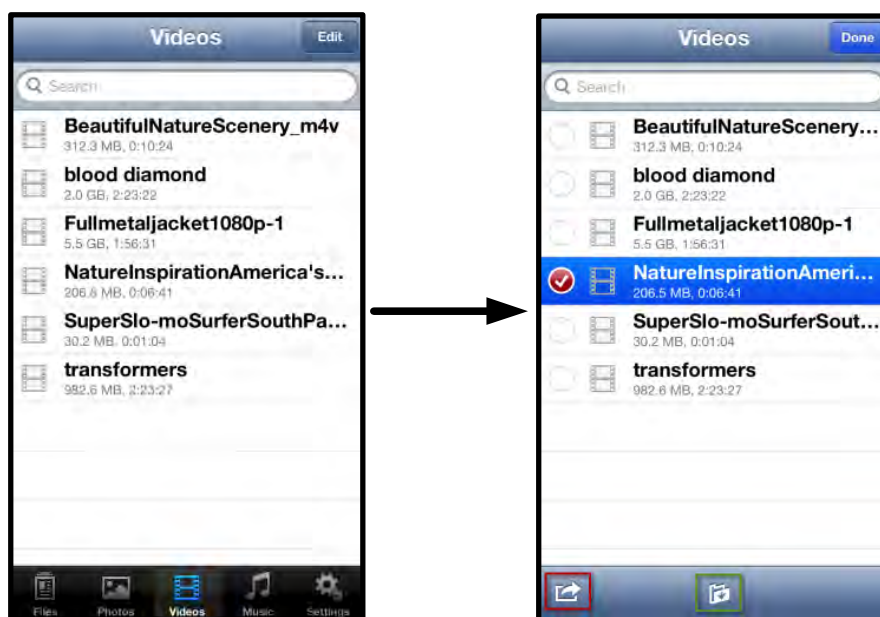 Videos
Edit
Search
BeautifulNatureScenery_m4v
312.3 MB, 0:10:24
blood diamond
2.0 GB, 2:23:22
Fullmetaljacket1080p-1
5.5 GB, 1:56:31
NatureInspirationAmerica's...
206.5 MB, 0:06:41
SuperSlo-moSurferSouthPa...
30.2 MB, 0:01:04
transformers
982.6 MB, 2:23:27
Files
Photos
Videos
Music
Settings
Videos
Done
Search
BeautifulNatureScenery...
312.3 MB, 0:10:24
blood diamond
2.0 GB, 2:23:22
Fullmetaljacket1080p-1
5.5 GB, 1:56:31
NatureInspirationAmeri...
206.5 MB, 0:06:41
SuperSlo-moSurferSout...
30.2 MB, 0:01:04
transformers
982.6 MB, 2:23:27